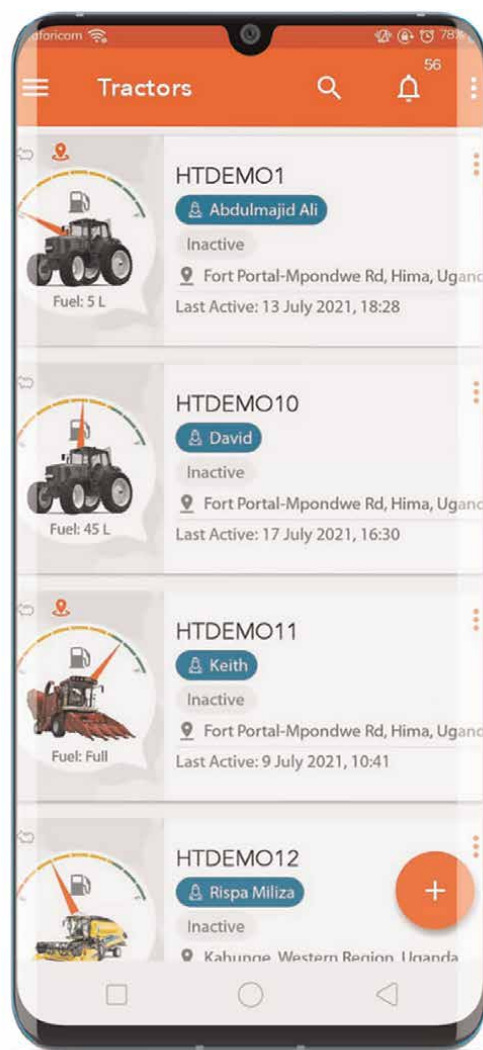 aforicom 78%
Tractors 56
HTDEMO1
Abdulmajid Ali
Inactive
Fort Portal-Mpondwe Rd, Hima, Ugand
Fuel: 5 L
Last Active: 13 July 2021, 18:28
HTDEMO10
David
Inactive
Fort Portal-Mpondwe Rd, Hima, Ugand
Fuel: 45 L
Last Active: 17 July 2021, 16:30
HTDEMO11
Keith
Inactive
Fort Portal-Mpondwe Rd, Hima, Ugand
Fuel: Full
Last Active: 9 July 2021, 10:41
HTDEMO12
Rispa Miliza
+
Inactive
Kahunge, Western Region, Uganda